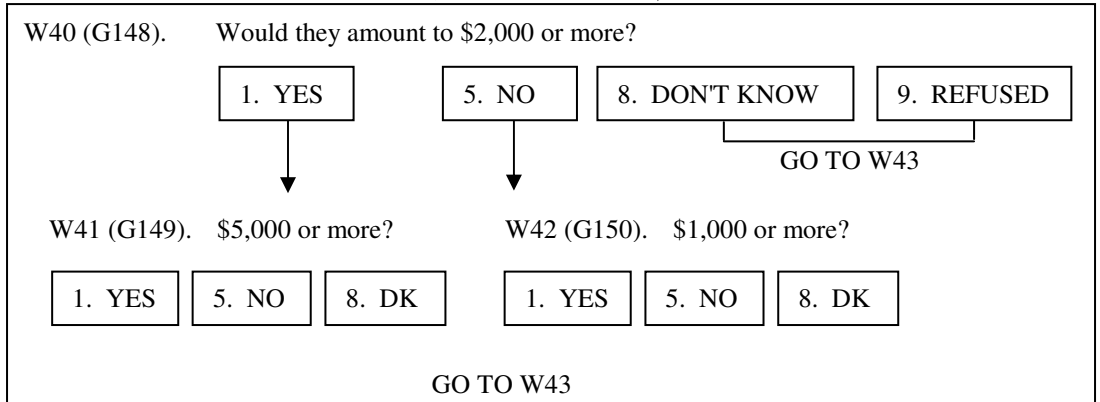 W40 (G148). Would they amount to $2,000 or more?
1. YES 5. NO 8. DON'T KNOW 9. REFUSED
GO TO W43
W41 (G149). $5,000 or more? W42 (G150). $1,000 or more?
1. YES 5. NO 8. DK 1. YES 5. NO 8. DK
GO TO W43